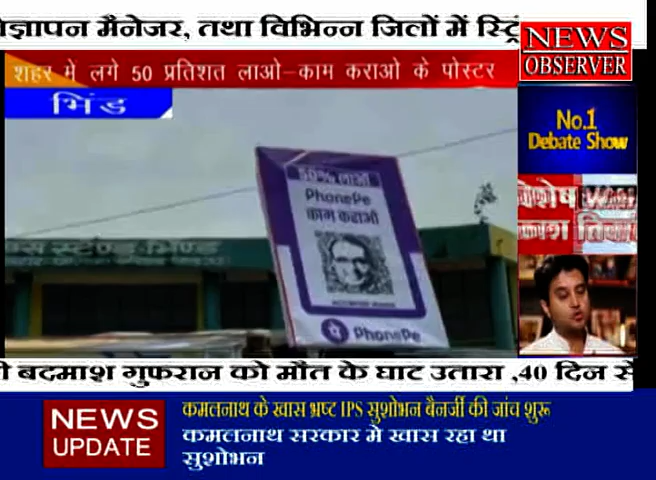 विज्ञापन मैनेजर, तथा विभिन्न जिलों में
NEWS
OBSERVER
शहर में लगे 50 प्रतिशत लाओ-काम कराओ के पोस्टर
भिंड
No.1
Debate Show
50% लाओ
PhonePe
काम कराओ
PhonePe
बदमाश गुफरान को मौत के घाट उतारा ,40 दिन से
NEWS
UPDATE
कमलनाथ के खास भ्रष्ट IPS सुशोभन बैनर्जी की जांच शुरू
कमलनाथ सरकार मे खास रहा था
सुशोभन